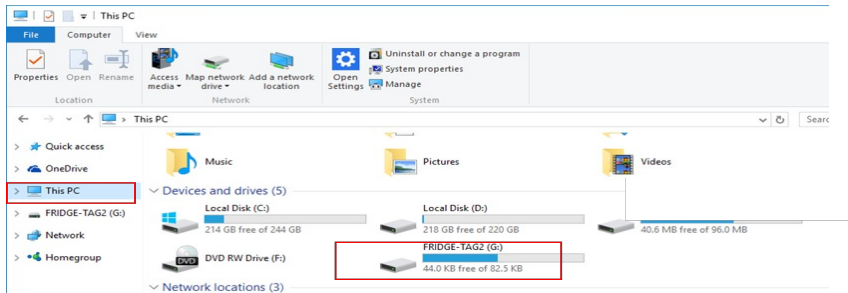 This PC
File Computer View
Properties Open Rename Access media Map network drive Add a network location Open Settings Uninstall or change a program
System properties
Manage
Location Network System
This PC Searc
Quick access
OneDrive
This PC
FRIDGE-TAG2 (G:)
Network
Homegroup
Music Pictures Videos
Devices and drives (5)
Local Disk (C:)
214 GB free of 244 GB
Local Disk (D:)
218 GB free of 220 GB
40.6 MB free of 96.0 MB
DVD RW Drive (F:)
FRIDGE-TAG2 (G:)
44.0 KB free of 82.5 KB
Network locations (3)